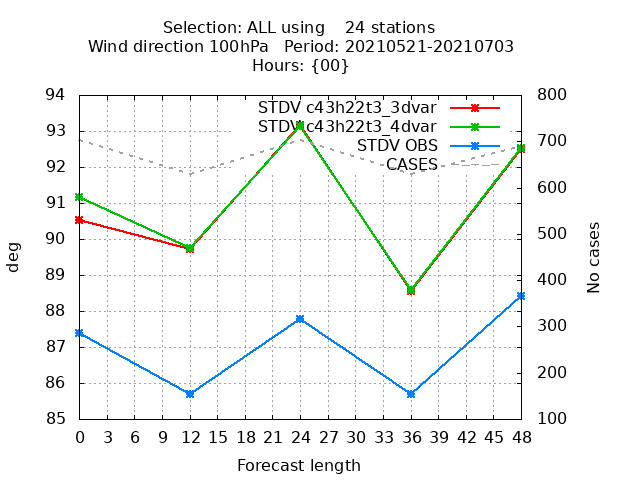 Selection: ALL using    24 stations
Wind direction 100hPa   Period: 20210521-20210703
Hours: {00}
STDV c43h22t3_3dvar
STDV c43h22t3_4dvar
STDV OBS
CASES
94
93
92
91
90
89
88
87
86
85
deg
800
700
600
500
400
300
200
100
No cases
0 3 6 9 12 15 18 21 24 27 30 33 36 39 42 45 48
Forecast length